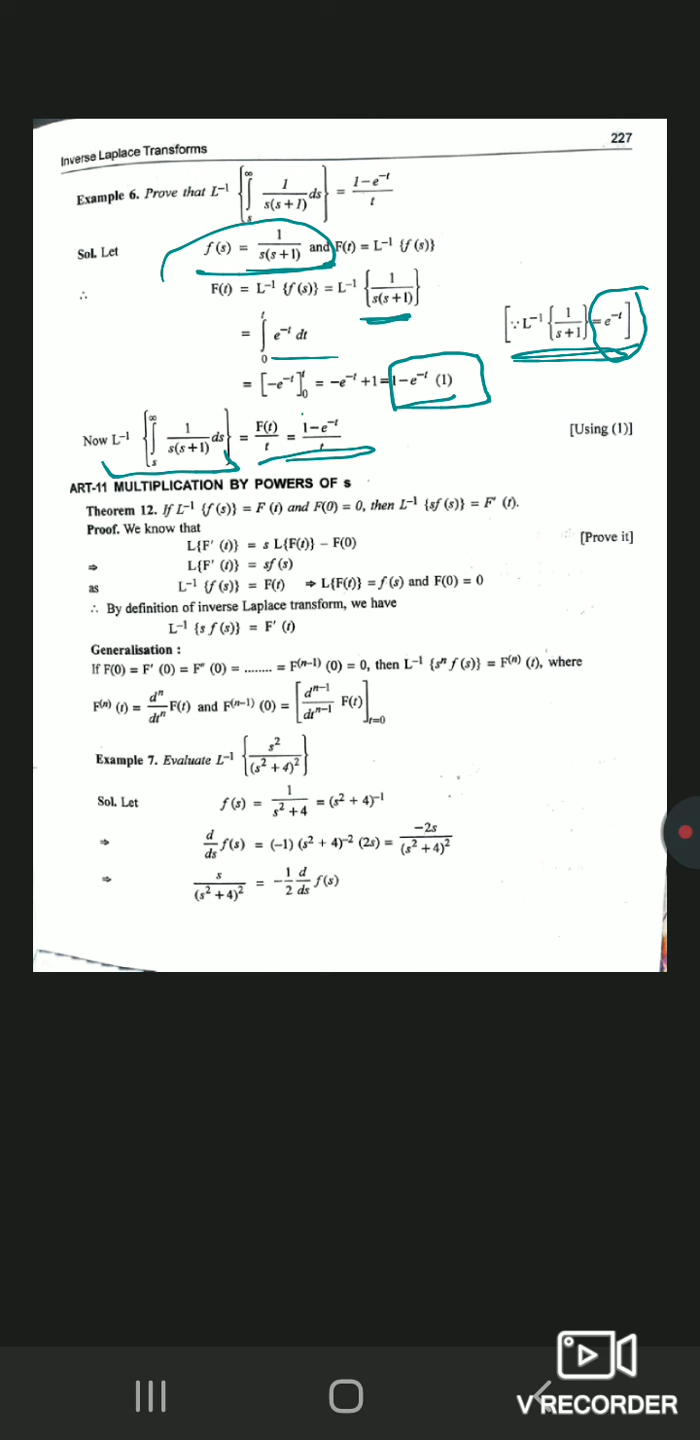 Inverse Laplace Transforms 227
Example 6. Prove that L⁻¹ {∫ₛ^∞ 1/(s(s+1)) ds} = (1–e⁻ᵗ)/t
Sol. Let f(s) = 1/(s(s+1)) and F(t) = L⁻¹ {f(s)}
∴ F(t) = L⁻¹ {f(s)} = L⁻¹ {1/(s(s+1))}
= ∫₀ᵗ e⁻ᵗ dt [∵ L⁻¹ {1/(s+1)} = e⁻ᵗ]
= [–e⁻ᵗ]₀ᵗ = –e⁻ᵗ +1= 1–e⁻ᵗ (1)
Now L⁻¹ {∫ₛ^∞ 1/(s(s+1)) ds} = F(t)/t = (1–e⁻ᵗ)/t [Using (1)]
ART-11 MULTIPLICATION BY POWERS OF s
Theorem 12. If L⁻¹ {f(s)} = F (t) and F(0) = 0, then L⁻¹ {sf(s)} = F′ (t).
Proof. We know that
L{F′ (t)} = s L{F(t)} – F(0) [Prove it]
⇒ L{F′ (t)} = sf(s)
as L⁻¹ {f(s)} = F(t) ⇒ L{F(t)} = f(s) and F(0) = 0
∴ By definition of inverse Laplace transform, we have
L⁻¹ {s f(s)} = F′ (t)
Generalisation :
If F(0) = F′ (0) = F″ (0) = ........ = F⁽ⁿ⁻¹⁾ (0) = 0, then L⁻¹ {sⁿ f(s)} = F⁽ⁿ⁾ (t), where
F⁽ⁿ⁾ (t) = dⁿ/dtⁿ F(t) and F⁽ⁿ⁻¹⁾ (0) = [dⁿ⁻¹/dtⁿ⁻¹ F(t)]ₜ₌₀
Example 7. Evaluate L⁻¹ {s²/(s² + 4)²}
Sol. Let f(s) = 1/(s² + 4) = (s² + 4)⁻¹
⇒ d/ds f(s) = (–1) (s² + 4)⁻² (2s) = –2s/(s² + 4)²
⇒ s/(s² + 4)² = –1/2 d/ds f(s)
V RECORDER